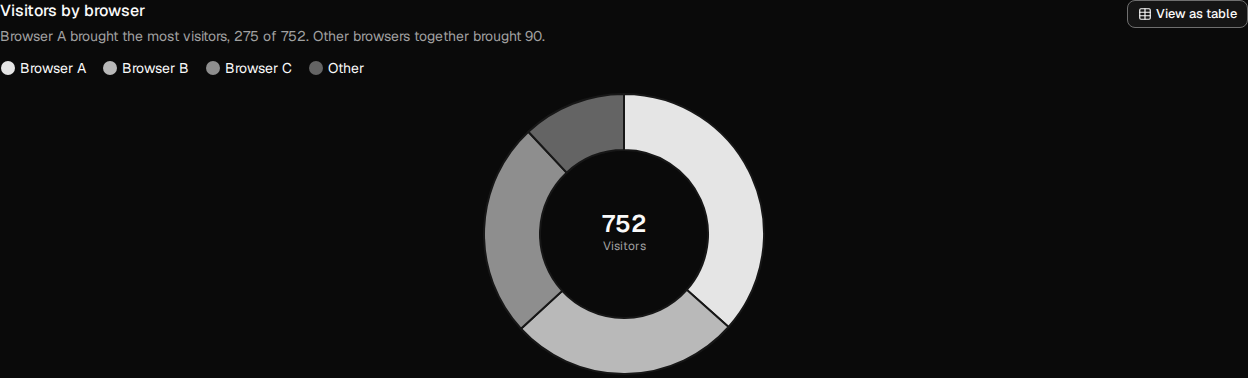 Visitors by browser
View as table
Browser A brought the most visitors, 275 of 752. Other browsers together brought 90.
Browser A Browser B Browser C Other
752
Visitors